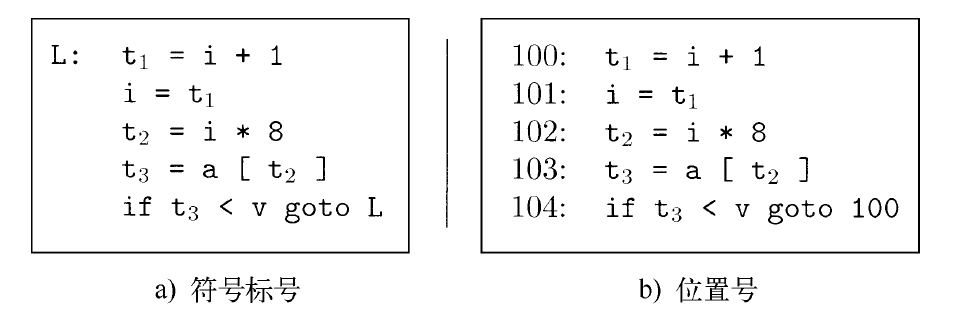 L: t₁ = i + 1
i = t₁
t₂ = i * 8
t₃ = a [ t₂ ]
if t₃ < v goto L
a) 符号标号
100: t₁ = i + 1
101: i = t₁
102: t₂ = i * 8
103: t₃ = a [ t₂ ]
104: if t₃ < v goto 100
b) 位置号